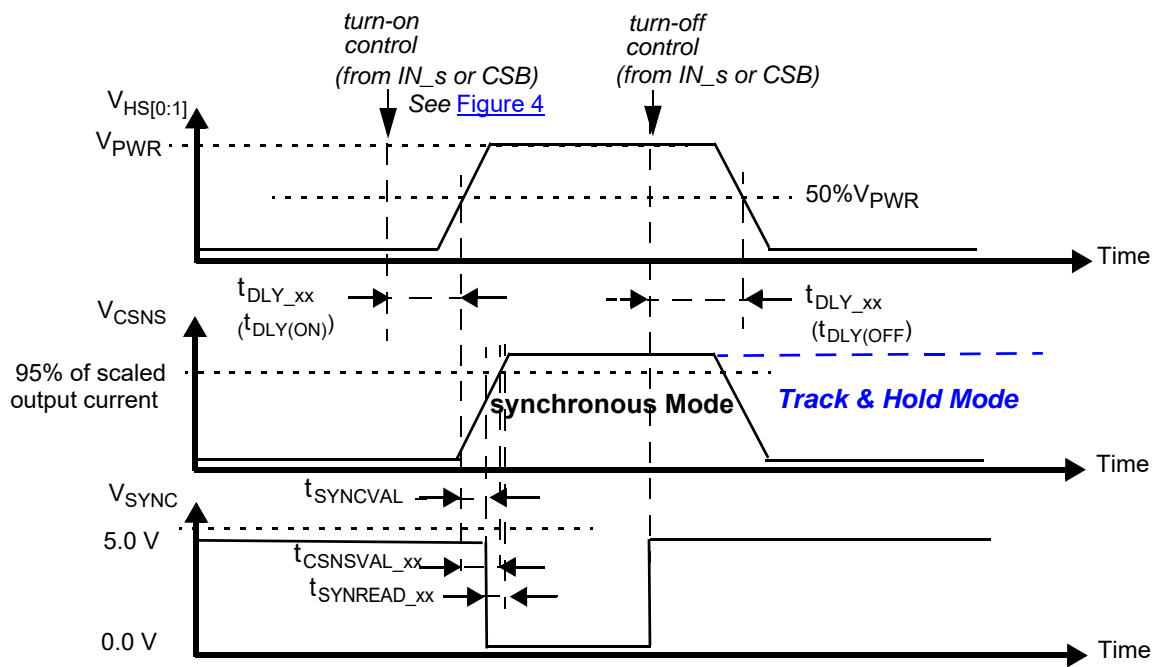 turn-on
control
(from IN_s or CSB)
See Figure 4
turn-off
control
(from IN_s or CSB)
VHS[0:1]
VPWR
50%VPWR
Time
tDLY_xx
(tDLY(ON))
tDLY_xx
(tDLY(OFF)
VCSNS
95% of scaled
output current
synchronous Mode
Track & Hold Mode
Time
tSYNCVAL
VSYNC
5.0 V
tCSNSVAL_xx
tSYNREAD_xx
0.0 V
Time